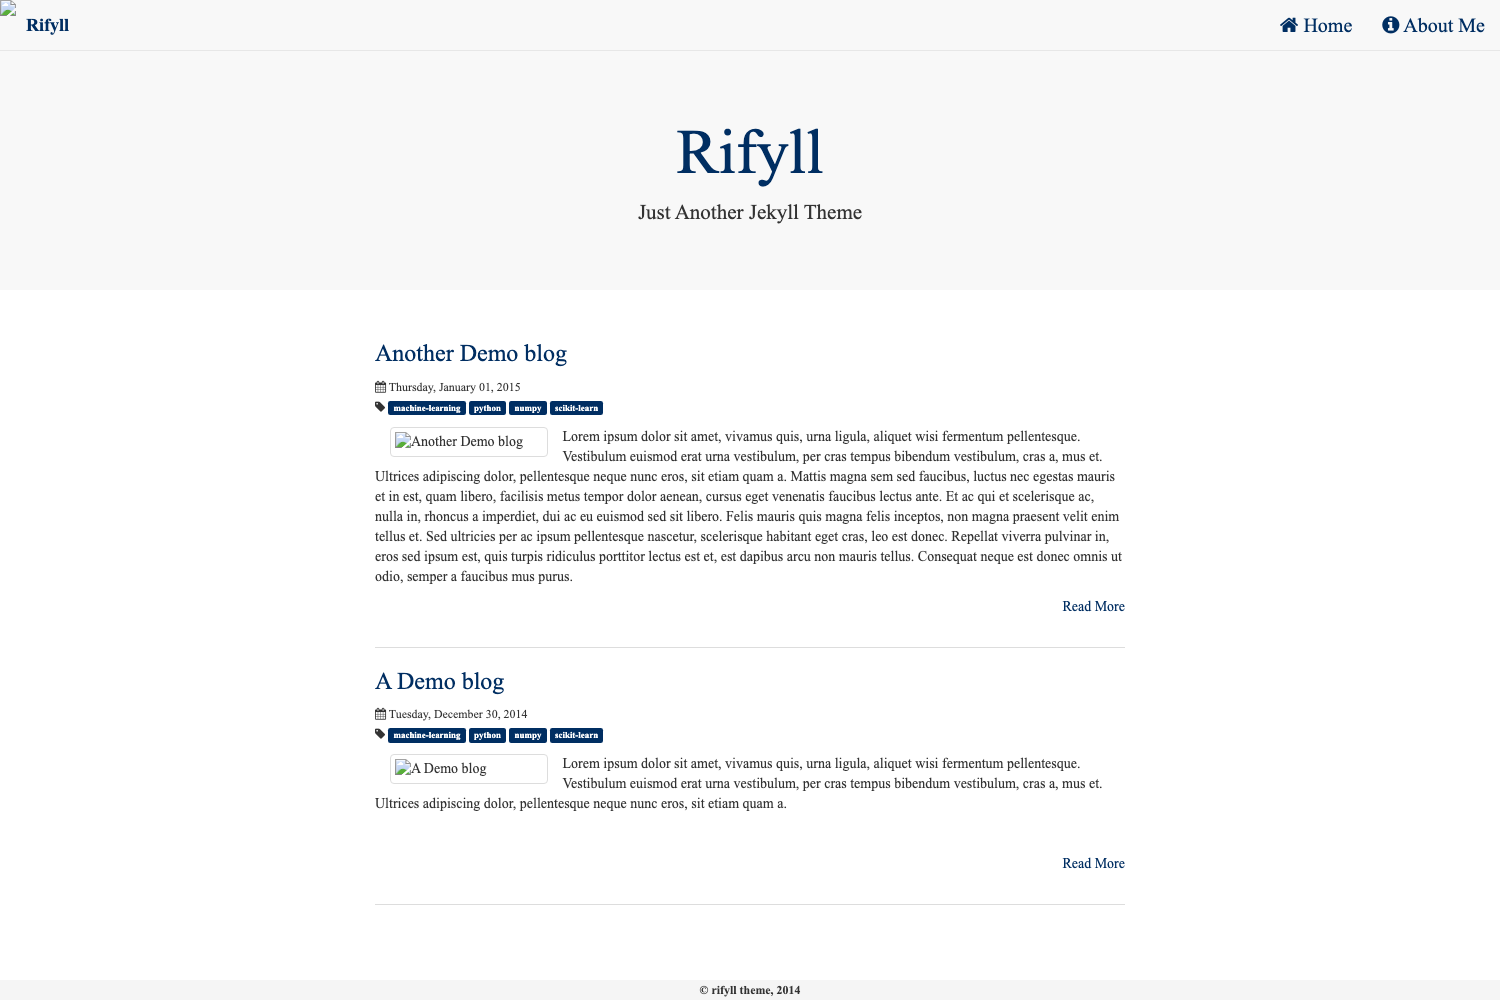 Rifyll
Home
About Me
Rifyll
Just Another Jekyll Theme
Another Demo blog
Thursday, January 01, 2015
machine-learning python numpy scikit-learn
Another Demo blog
Lorem ipsum dolor sit amet, vivamus quis, urna ligula, aliquet wisi fermentum pellentesque.
Vestibulum euismod erat urna vestibulum, per cras tempus bibendum vestibulum, cras a, mus et.
Ultrices adipiscing dolor, pellentesque neque nunc eros, sit etiam quam a. Mattis magna sem sed faucibus, luctus nec egestas mauris
et in est, quam libero, facilisis metus tempor dolor aenean, cursus eget venenatis faucibus lectus ante. Et ac qui et scelerisque ac,
nulla in, rhoncus a imperdiet, dui ac eu euismod sed sit libero. Felis mauris quis magna felis inceptos, non magna praesent velit enim
tellus et. Sed ultricies per ac ipsum pellentesque nascetur, scelerisque habitant eget cras, leo est donec. Repellat viverra pulvinar in,
eros sed ipsum est, quis turpis ridiculus porttitor lectus est et, est dapibus arcu non mauris tellus. Consequat neque est donec omnis ut
odio, semper a faucibus mus purus.
Read More
A Demo blog
Tuesday, December 30, 2014
machine-learning python numpy scikit-learn
A Demo blog
Lorem ipsum dolor sit amet, vivamus quis, urna ligula, aliquet wisi fermentum pellentesque.
Vestibulum euismod erat urna vestibulum, per cras tempus bibendum vestibulum, cras a, mus et.
Ultrices adipiscing dolor, pellentesque neque nunc eros, sit etiam quam a.
Read More
© rifyll theme, 2014